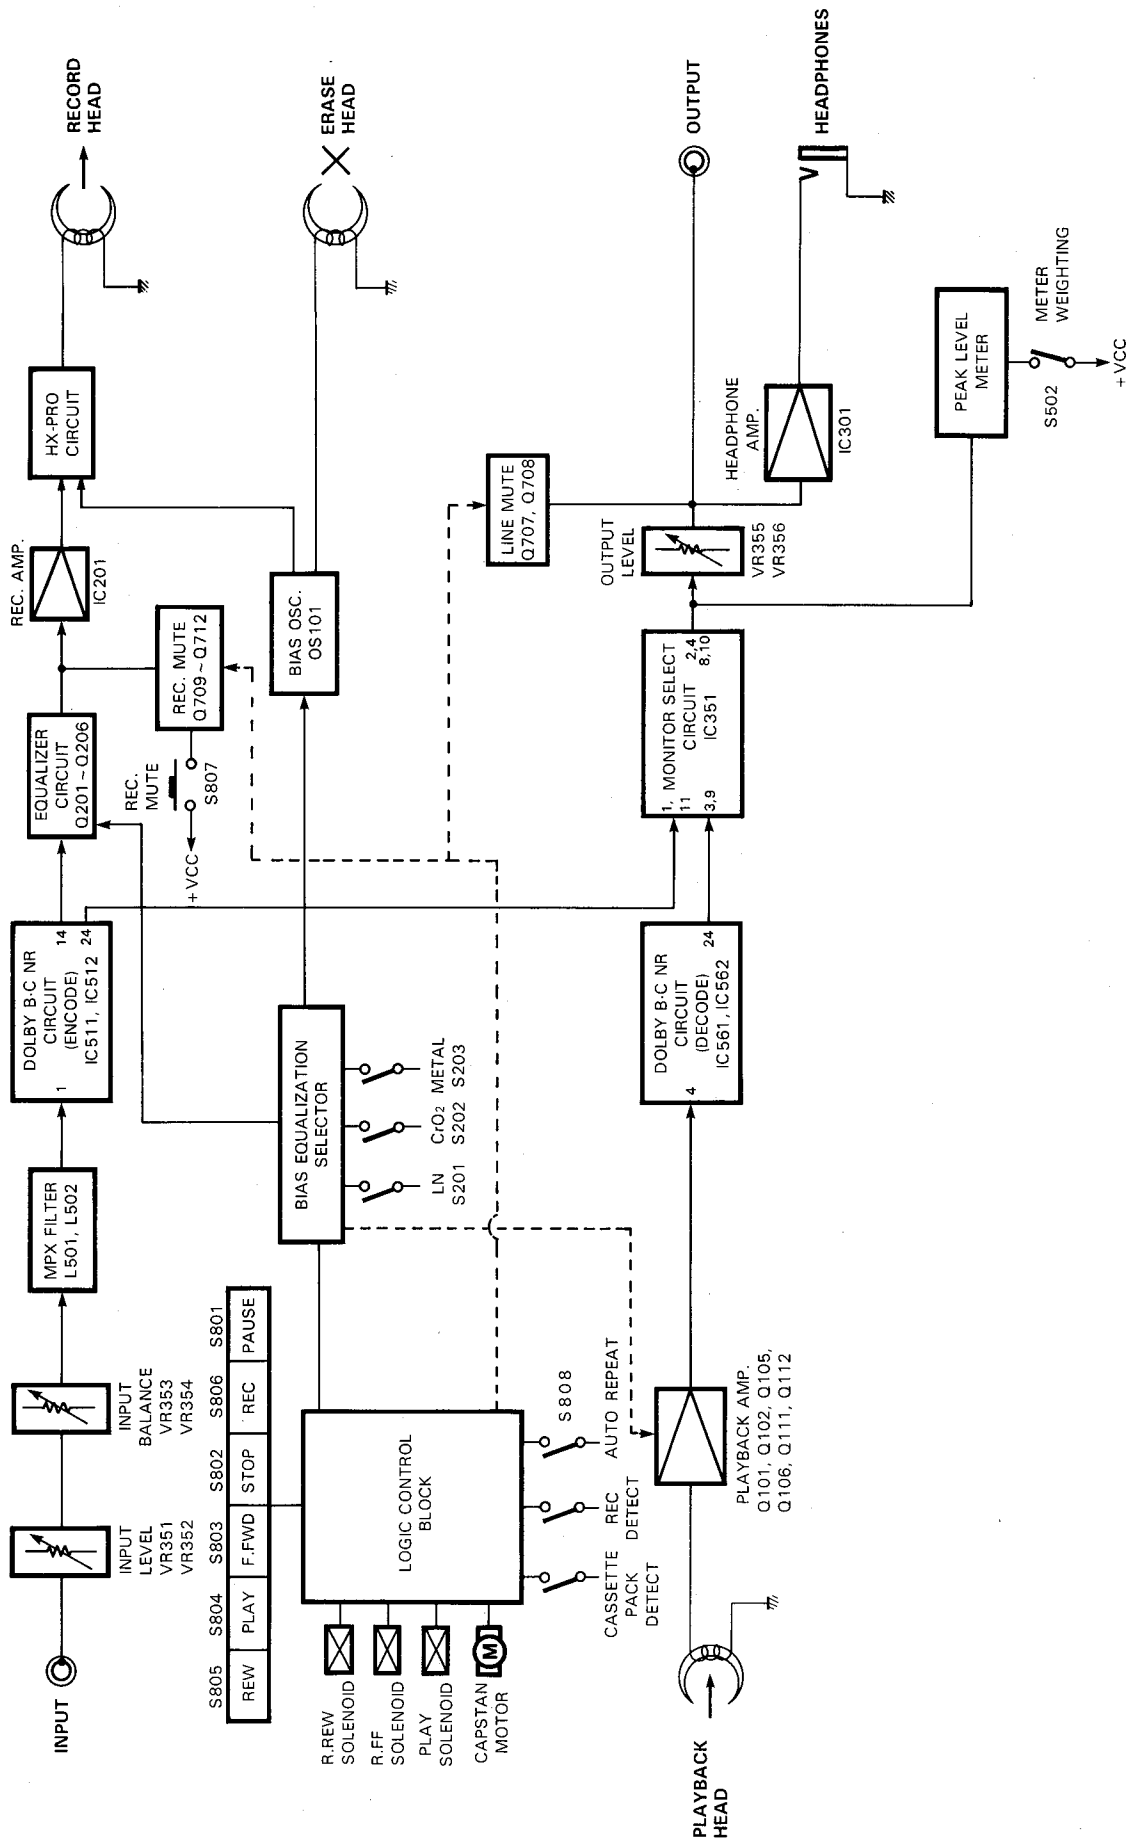 INPUT
INPUT
LEVEL
VR351
VR352
INPUT
BALANCE
VR353
VR354
MPX FILTER
L501, L502
DOLBY B·C NR
CIRCUIT
(ENCODE)
IC511, IC512
1
14
24
EQUALIZER
CIRCUIT
Q201~Q206
REC. AMP.
IC201
HX-PRO
CIRCUIT
RECORD
HEAD
REC.
MUTE
S807
+VCC
REC. MUTE
Q709~Q712
S805
S804
S803
S802
S806
S801
REW
PLAY
F.FWD
STOP
REC
PAUSE
BIAS EQUALIZATION
SELECTOR
LN
S201
CrO2
S202
METAL
S203
BIAS OSC.
OS101
ERASE
HEAD
R.REW
SOLENOID
R.FF
SOLENOID
PLAY
SOLENOID
CAPSTAN
MOTOR
M
LOGIC CONTROL
BLOCK
CASSETTE
PACK
DETECT
REC
DETECT
AUTO REPEAT
S808
LINE MUTE
Q707, Q708
PLAYBACK
HEAD
PLAYBACK AMP.
Q101, Q102, Q105,
Q106, Q111, Q112
DOLBY B·C NR
CIRCUIT
(DECODE)
IC561, IC562
4
24
1,
11
3,9
MONITOR SELECT
CIRCUIT
IC351
2,4
8,10
OUTPUT
LEVEL
VR355
VR356
OUTPUT
HEADPHONE
AMP.
IC301
HEADPHONES
PEAK LEVEL
METER
S502
METER
WEIGHTING
+VCC